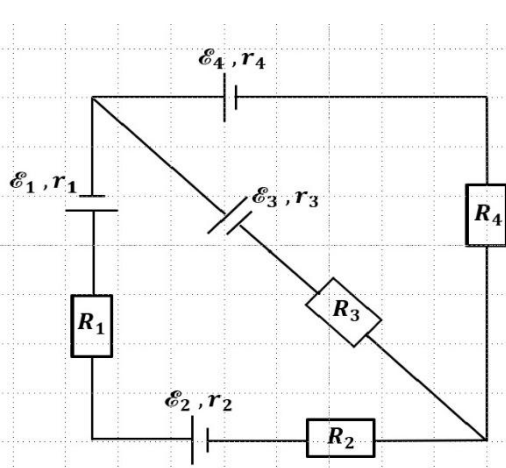 ℰ₄ , r₄
ℰ₁ , r₁
ℰ₃ , r₃
R₄
R₃
R₁
ℰ₂ , r₂
R₂